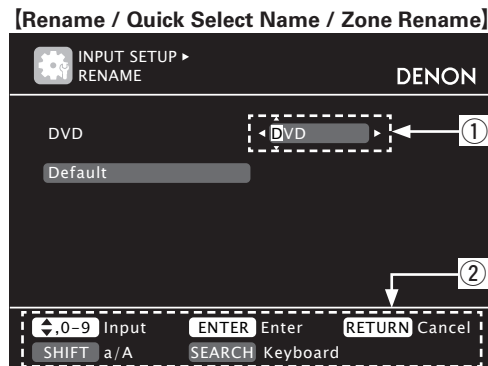 [Rename / Quick Select Name / Zone Rename]
INPUT SETUP ▸
RENAME
DENON
DVD ◂ DVD ▸ ①
Default
②
,0–9 Input ENTER Enter RETURN Cancel
SHIFT a/A SEARCH Keyboard